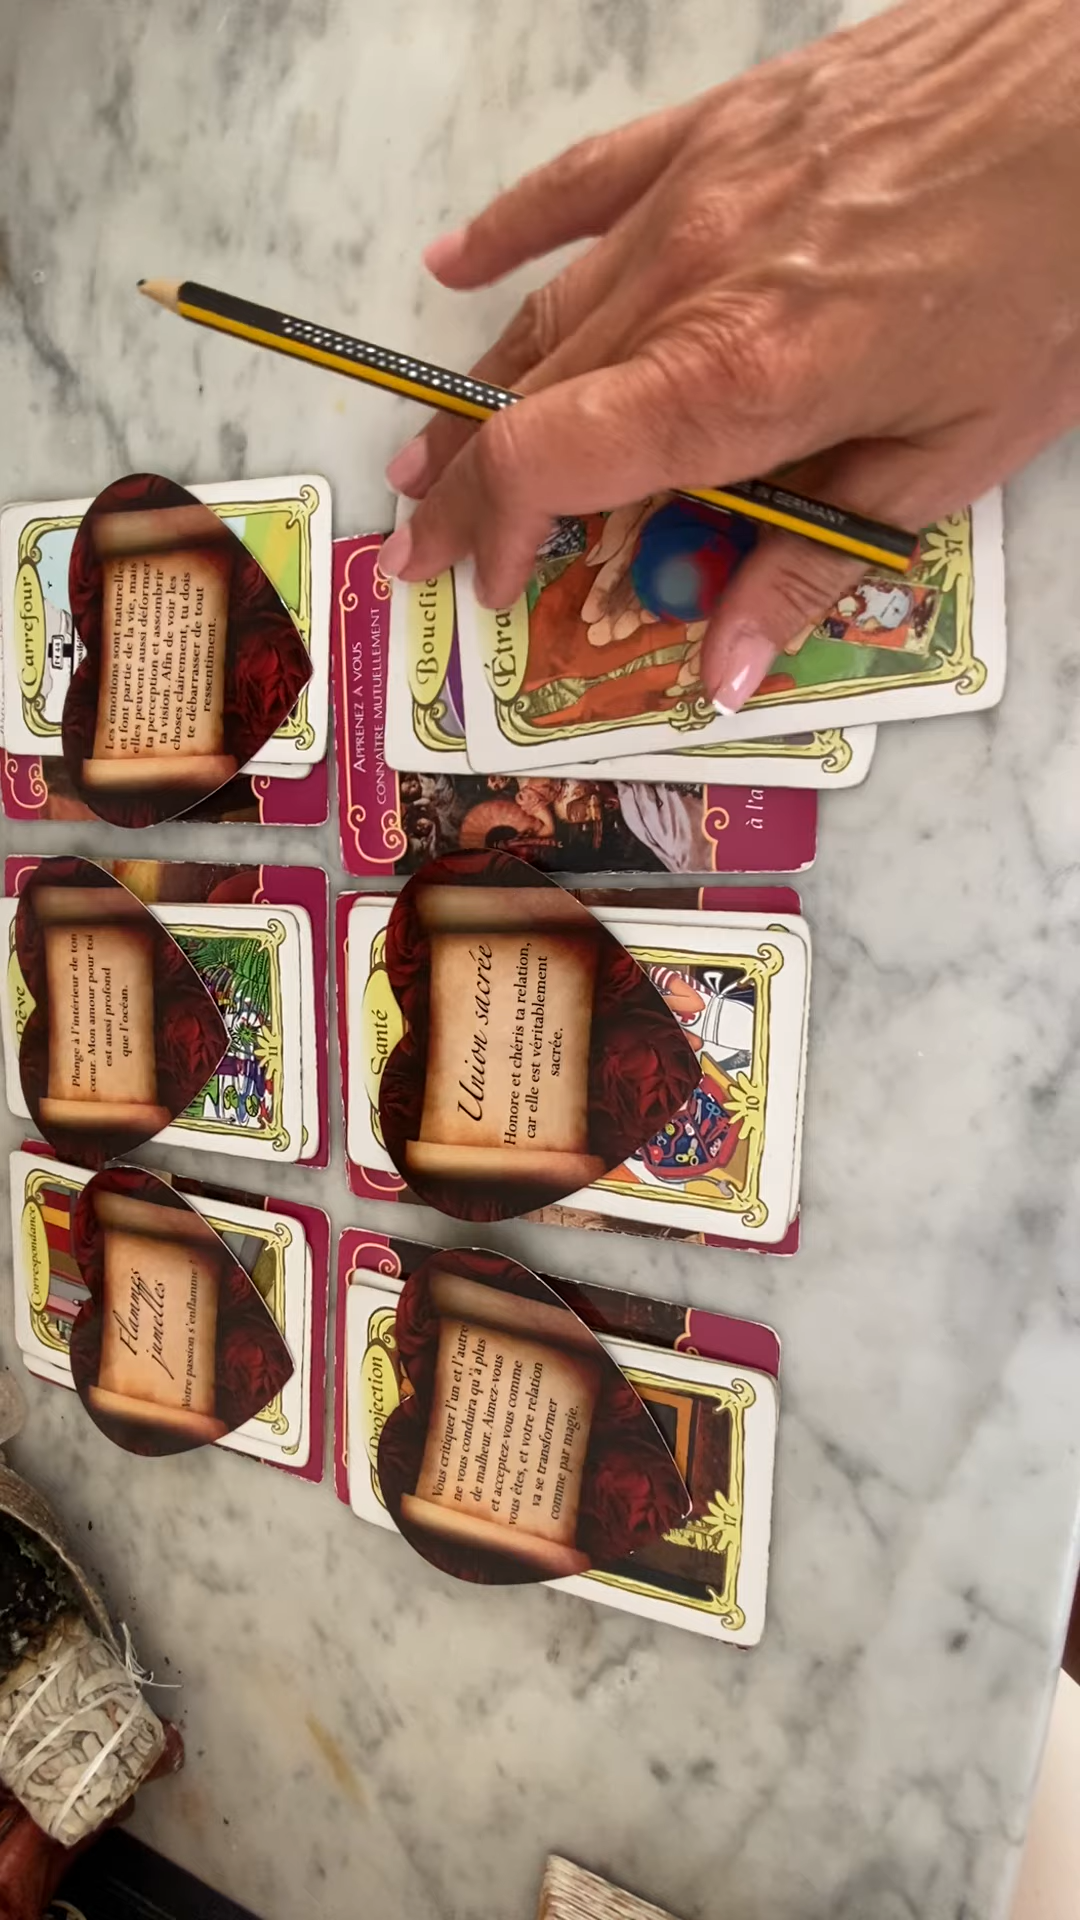 Correspondance
Flammes
jumelles
Votre passion s'enflamme !
Plonge à l'intérieur de ton
cœur. Mon amour pour toi
est aussi profond
que l'océan.
11
Carrefour
Les émotions sont naturelles
et font partie de la vie, mais
elles peuvent aussi déformer
ta perception et assombrir
ta vision. Afin de voir les
choses clairement, tu dois
te débarrasser de tout
ressentiment.
Projection
Vous critiquer l'un et l'autre
ne vous conduira qu'à plus
de malheur. Aimez-vous
et acceptez-vous comme
vous êtes, et votre relation
va se transformer
comme par magie.
17
Santé
Union sacrée
Honore et chéris ta relation,
car elle est véritablement
sacrée.
10
APPRENEZ À VOUS
CONNAÎTRE MUTUELLEMENT
à l'a
37
GERMANY